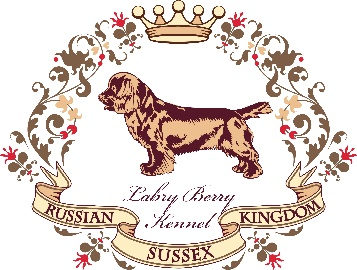 Labry Berry
Kennel
RUSSIAN SUSSEX KINGDOM